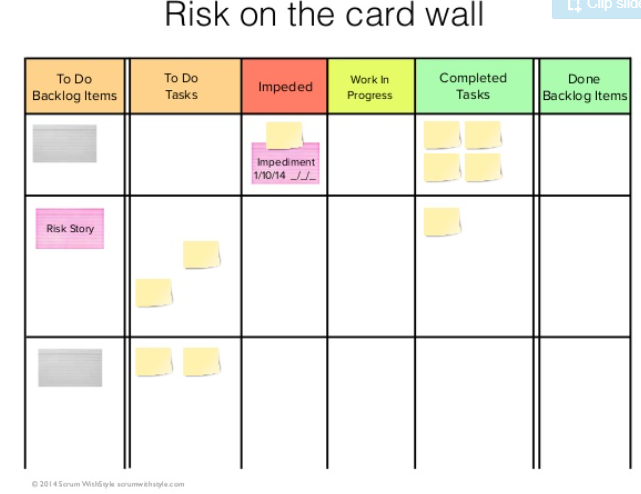 Risk on the card wall
Clip slide
To Do
Backlog Items
To Do
Tasks
Impeded
Work In
Progress
Completed
Tasks
Done
Backlog Items
Impediment
1/10/14 _/_/_
Risk Story
© 2014 Scrum WithStyle scrumwithstyle.com